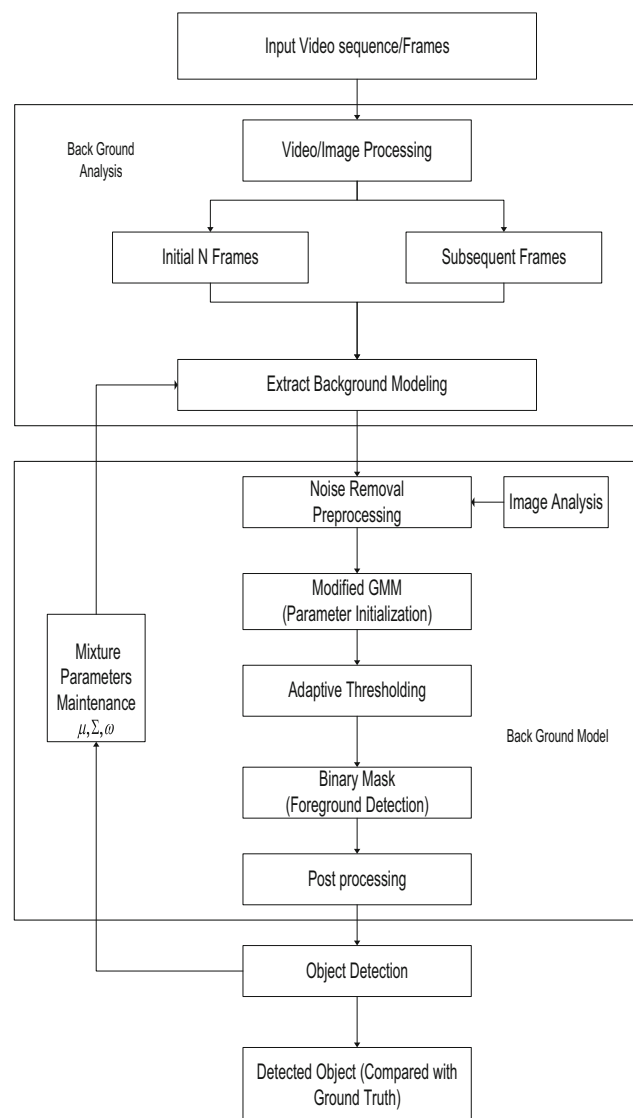 Input Video sequence/Frames
Back Ground
Analysis
Video/Image Processing
Initial N Frames
Subsequent Frames
Extract Background Modeling
Noise Removal
Preprocessing
Image Analysis
Modified GMM
(Parameter Initialization)
Mixture
Parameters
Maintenance
μ,Σ,ω
Adaptive Thresholding
Back Ground Model
Binary Mask
(Foreground Detection)
Post processing
Object Detection
Detected Object (Compared with
Ground Truth)